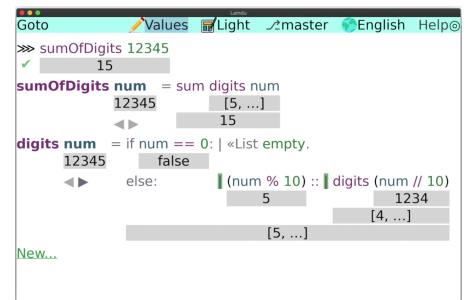 Lamdu
Goto Values Light master English Help
⋙ sumOfDigits 12345
✔ 15
sumOfDigits num = sum digits num
12345 [5, ...]
15
digits num = if num == 0: | «List empty.
12345 false
else: (num % 10) :: digits (num // 10)
5 1234
[4, ...]
[5, ...]
New...